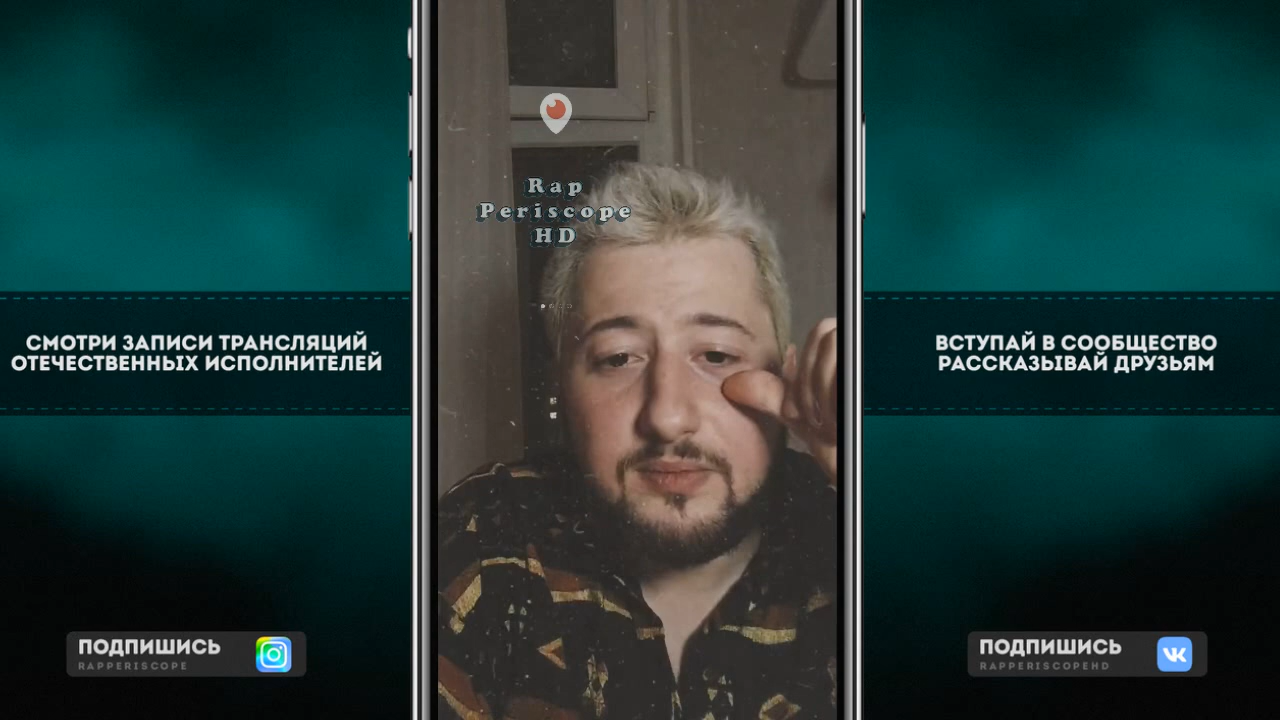 Rap
Periscope
HD
СМОТРИ ЗАПИСИ ТРАНСЛЯЦИЙ
ОТЕЧЕСТВЕННЫХ ИСПОЛНИТЕЛЕЙ
ВСТУПАЙ В СООБЩЕСТВО
РАССКАЗЫВАЙ ДРУЗЬЯМ
ПОДПИШИСЬ
RAPPERISCOPE
ПОДПИШИСЬ
RAPPERISCOPEHD